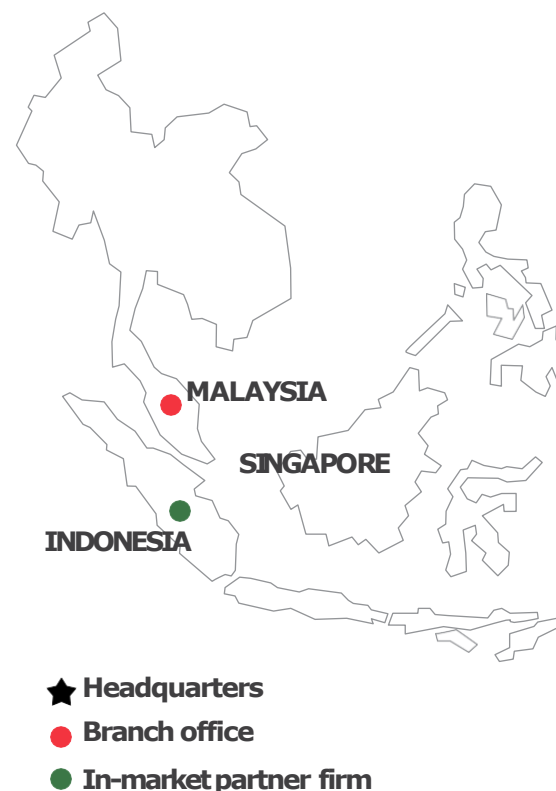 MALAYSIA
SINGAPORE
INDONESIA
Headquarters
Branch office
In-market partner firm